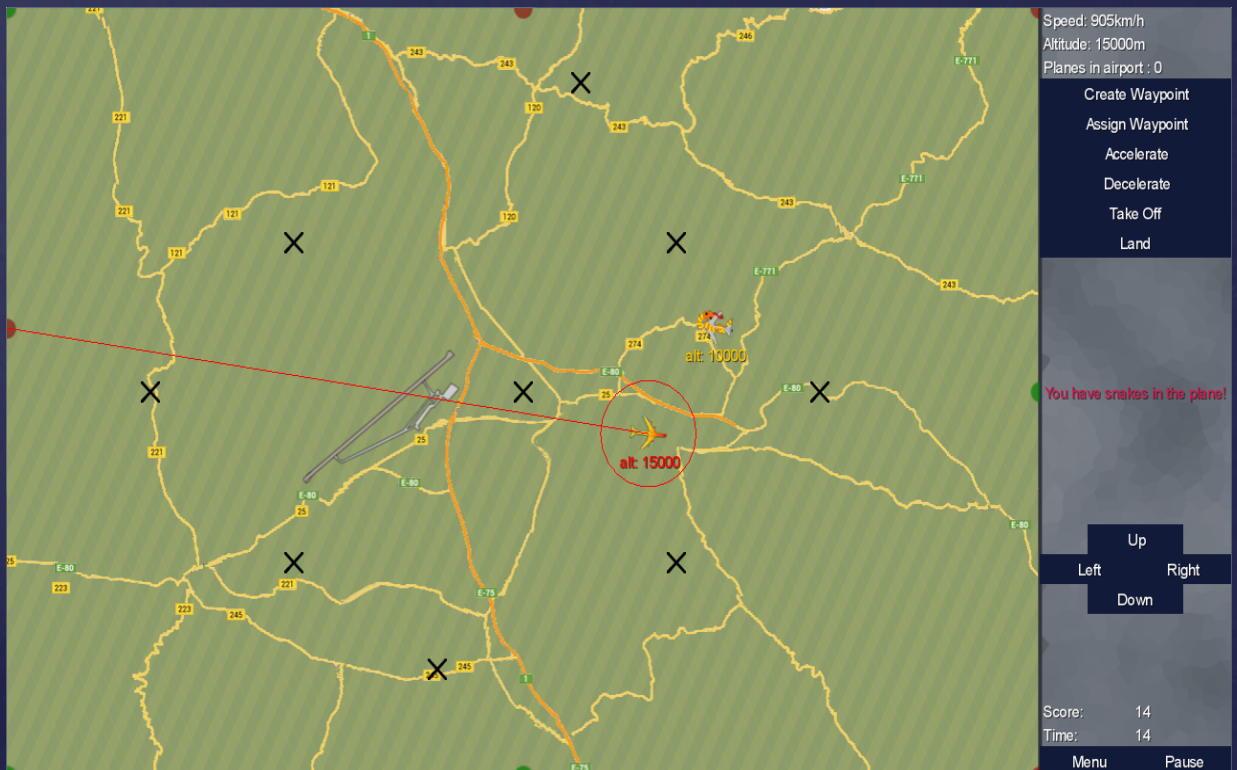 221
1
243
243
246
E-771
Speed: 905km/h
Altitude: 15000m
Planes in airport : 0
Create Waypoint
Assign Waypoint
Accelerate
Decelerate
Take Off
Land
221
120
243
E-771
121
221
121
120
243
121
E-771
243
274
274
alt: 10000
E-80
25
E-80
You have snakes in the plane!
25
221
alt: 15000
E-80
E-80
25
E-80
Up
Left Right
Down
25
E-80
223
221
E-75
223
245
245
1
Score: 14
Time: 14
E-75
Menu Pause